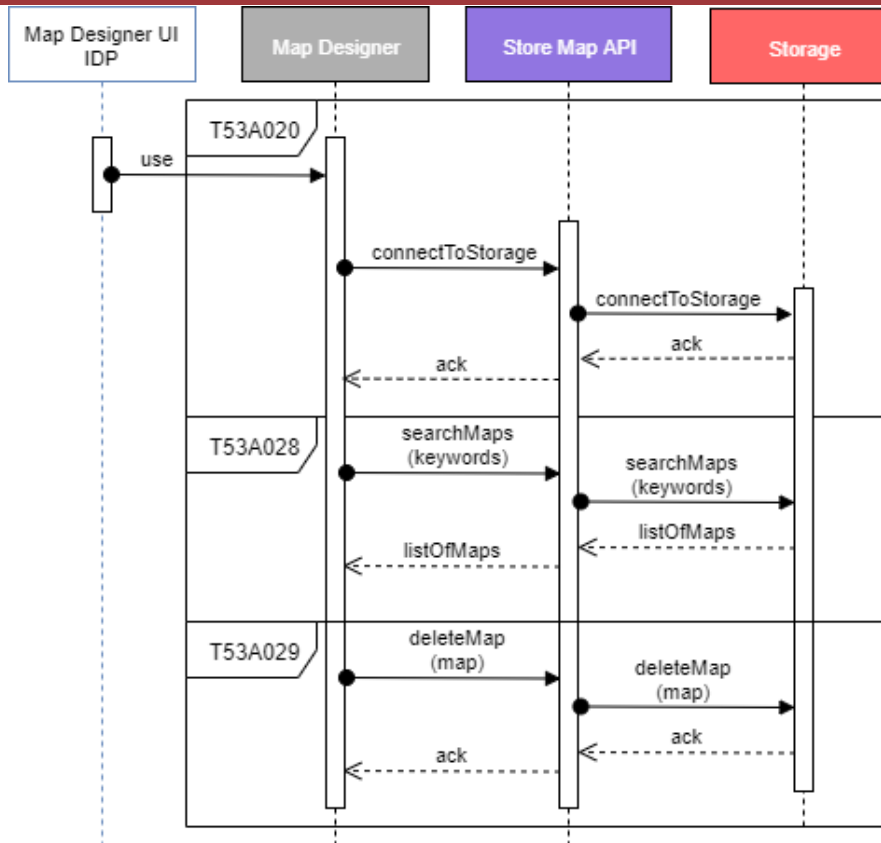 Map Designer UI
IDP
Map Designer
Store Map API
Storage
T53A020
use
connectToStorage
connectToStorage
ack
ack
T53A028
searchMaps
(keywords)
searchMaps
(keywords)
listOfMaps
listOfMaps
T53A029
deleteMap
(map)
deleteMap
(map)
ack
ack